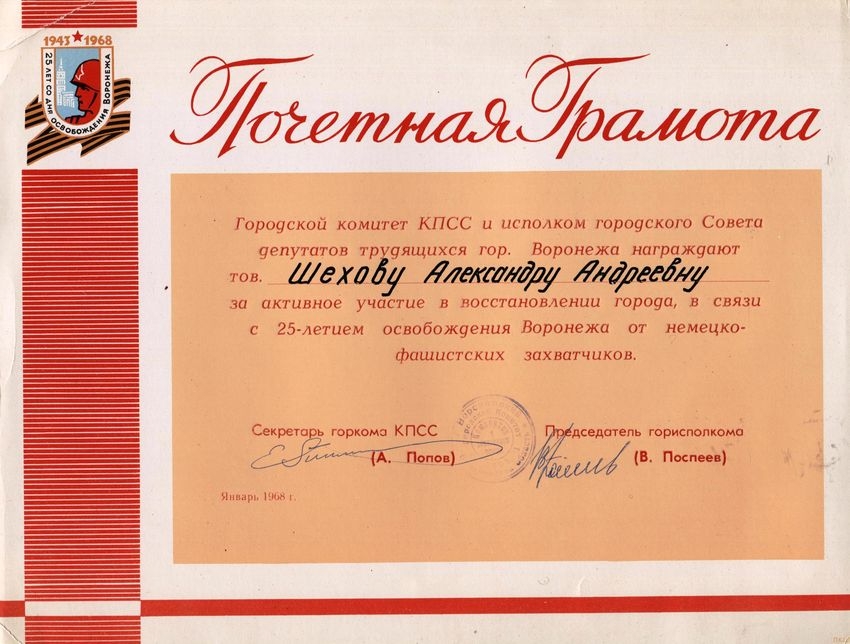 1943 1968
25 ЛЕТ СО ДНЯ ОСВОБОЖДЕНИЯ ВОРОНЕЖА
Почетная Грамота
Городской комитет КПСС и исполком городского Совета
депутатов трудящихся гор. Воронежа награждают
тов. Шехову Александру Андреевну
за активное участие в восстановлении города, в связи
с 25-летием освобождения Воронежа от немецко-
фашистских захватчиков.
Секретарь горкома КПСС
(А. Попов)
Председатель горисполкома
(В. Поспеев)
Январь 1968 г.